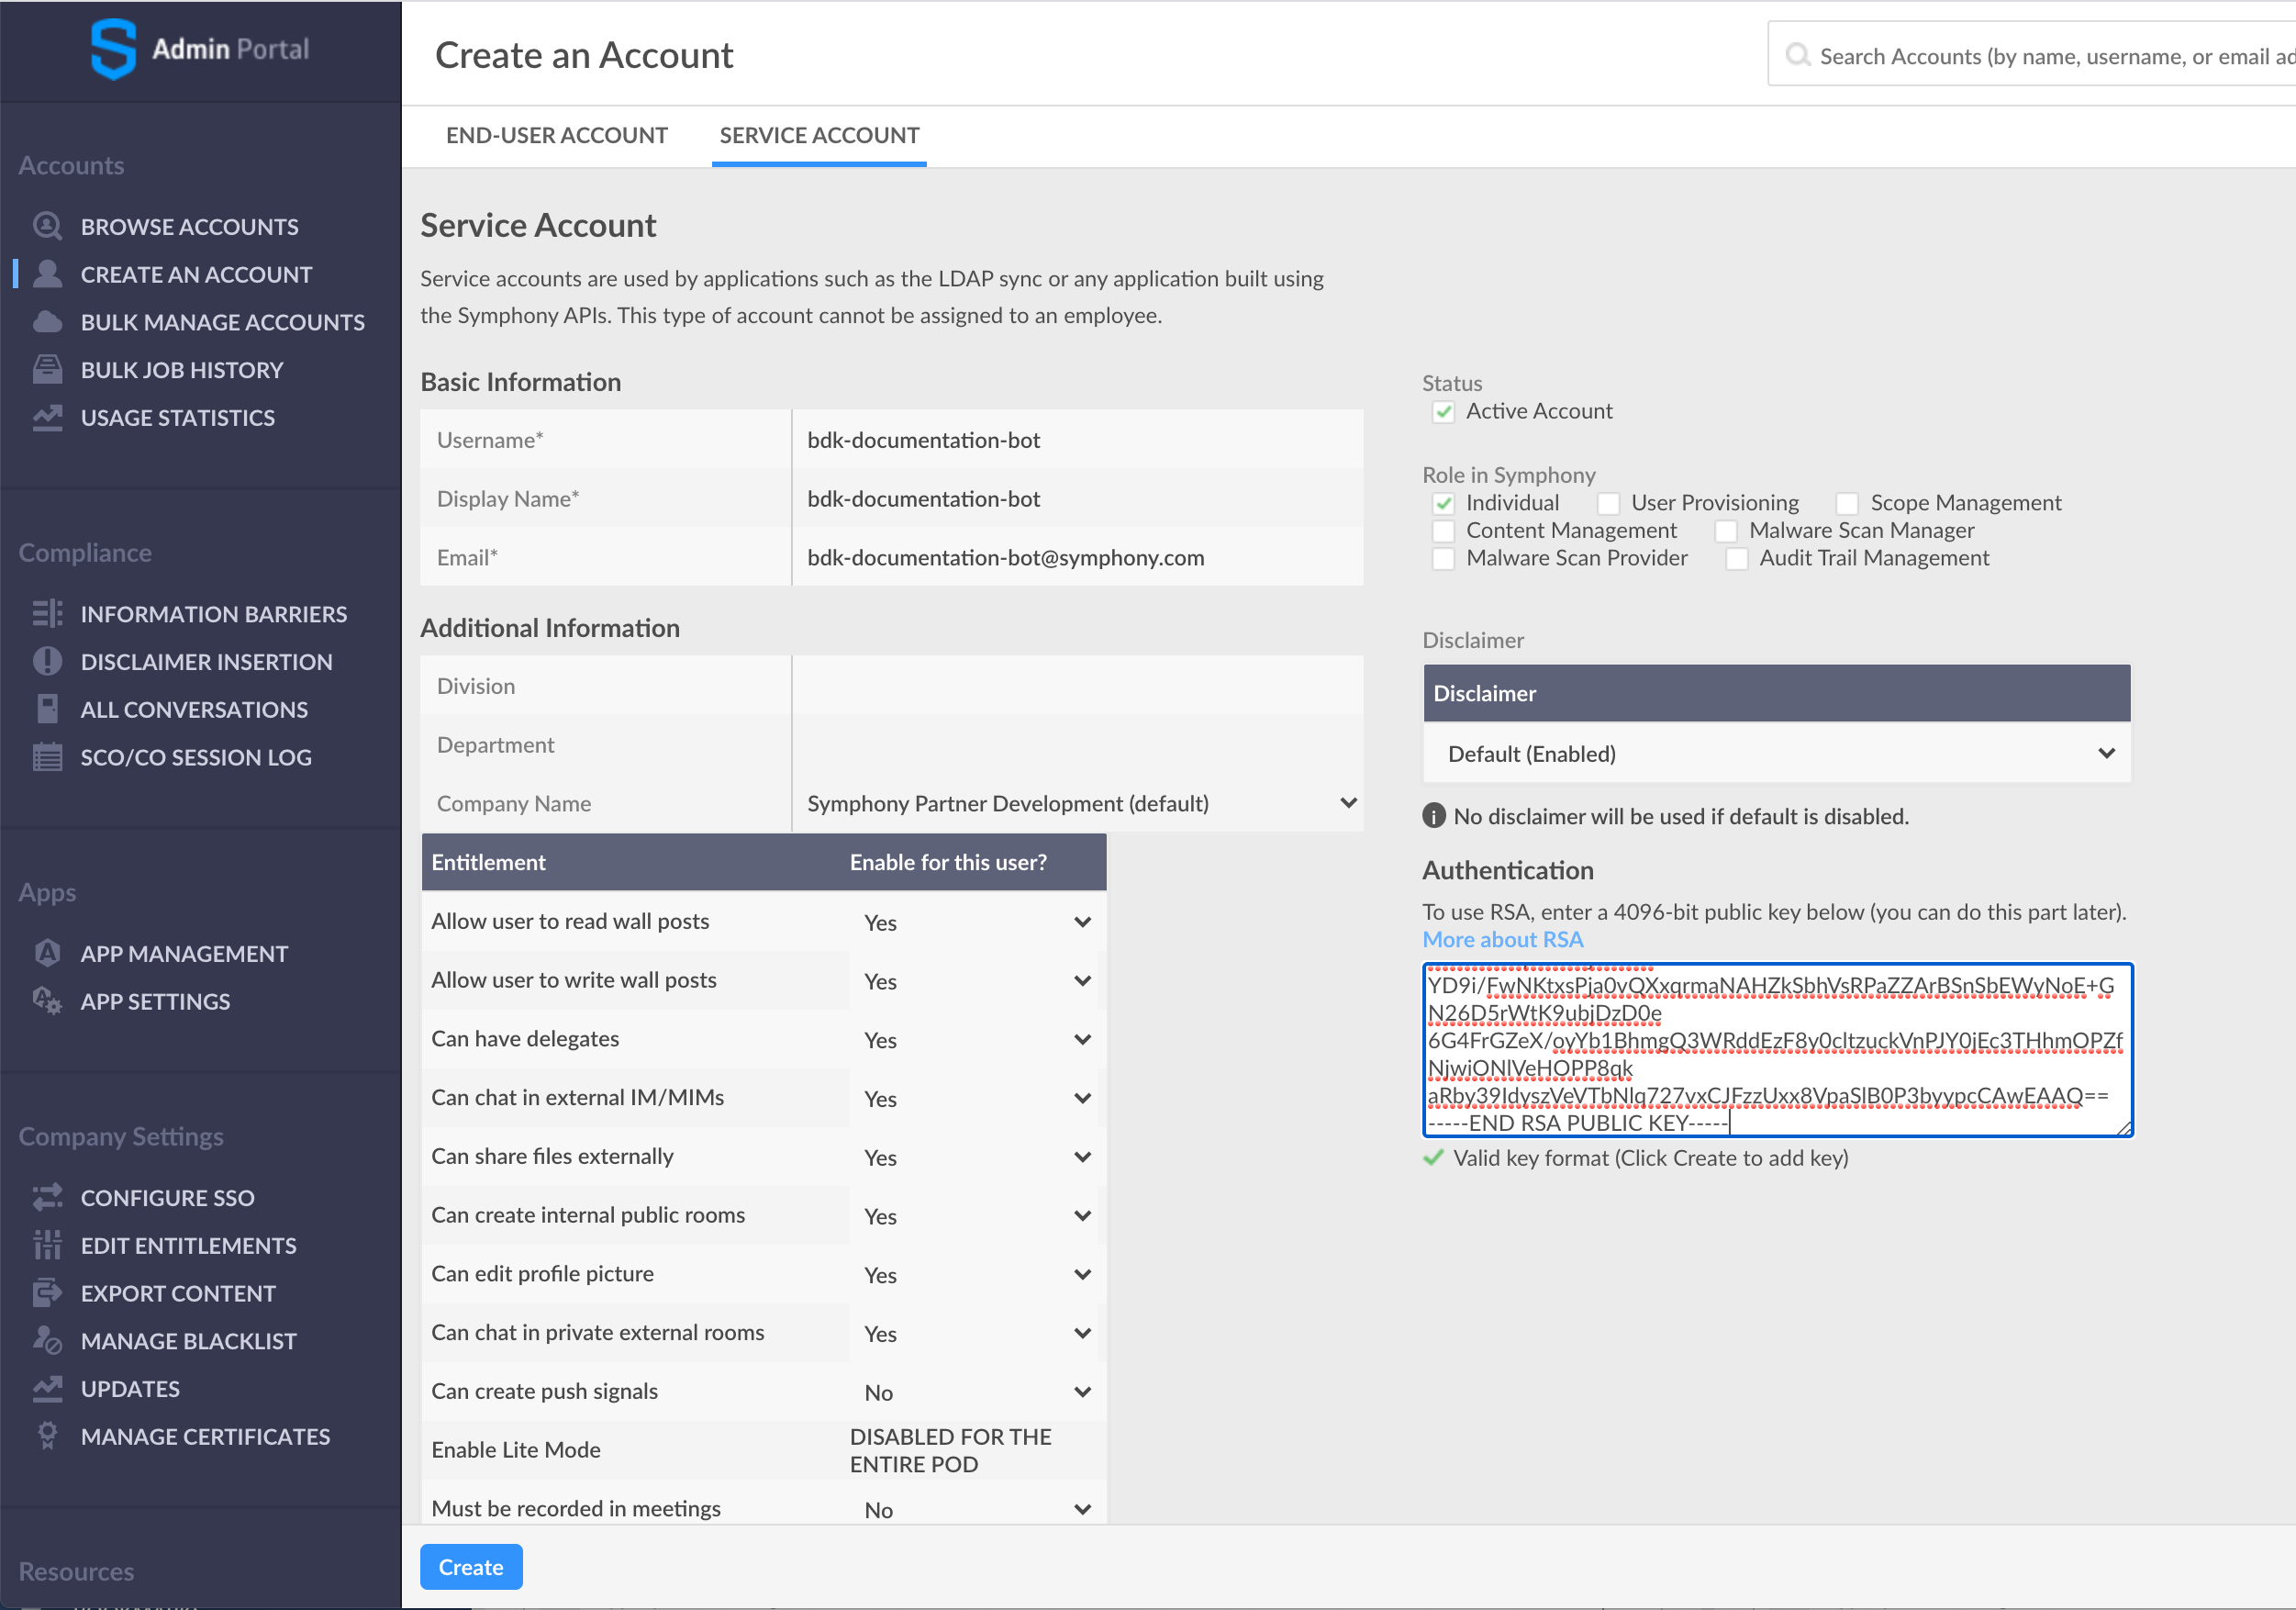 Admin Portal
Accounts
BROWSE ACCOUNTS
CREATE AN ACCOUNT
BULK MANAGE ACCOUNTS
BULK JOB HISTORY
USAGE STATISTICS
Compliance
INFORMATION BARRIERS
DISCLAIMER INSERTION
ALL CONVERSATIONS
SCO/CO SESSION LOG
Apps
APP MANAGEMENT
APP SETTINGS
Company Settings
CONFIGURE SSO
EDIT ENTITLEMENTS
EXPORT CONTENT
MANAGE BLACKLIST
UPDATES
MANAGE CERTIFICATES
Resources
Create an Account
Search Accounts (by name, username, or email ad
END-USER ACCOUNT SERVICE ACCOUNT
Service Account
Service accounts are used by applications such as the LDAP sync or any application built using
the Symphony APIs. This type of account cannot be assigned to an employee.
Basic Information
Username* bdk-documentation-bot
Display Name* bdk-documentation-bot
Email* bdk-documentation-bot@symphony.com
Additional Information
Division
Department
Company Name Symphony Partner Development (default)
Entitlement Enable for this user?
Allow user to read wall posts Yes
Allow user to write wall posts Yes
Can have delegates Yes
Can chat in external IM/MIMs Yes
Can share files externally Yes
Can create internal public rooms Yes
Can edit profile picture Yes
Can chat in private external rooms Yes
Can create push signals No
Enable Lite Mode DISABLED FOR THE
ENTIRE POD
Must be recorded in meetings No
Create
Status
Active Account
Role in Symphony
Individual User Provisioning Scope Management
Content Management Malware Scan Manager
Malware Scan Provider Audit Trail Management
Disclaimer
Disclaimer
Default (Enabled)
No disclaimer will be used if default is disabled.
Authentication
To use RSA, enter a 4096-bit public key below (you can do this part later).
More about RSA
YD9i/FwNKtxsPja0vQXxqrmaNAHZkSbhVsRPaZZArBSnSbEWyNoE+G
N26D5rWtK9ubjDzD0e
6G4FrGZeX/oyYb1BhmgQ3WRddEzF8y0cltzuckVnPJY0jEc3THhmOPZf
NjwiONlVeHOPP8qk
aRby39IdyszVeVTbNlq727vxCJFzzUxx8VpaSlB0P3byypcCAwEAAQ==
-----END RSA PUBLIC KEY-----
Valid key format (Click Create to add key)